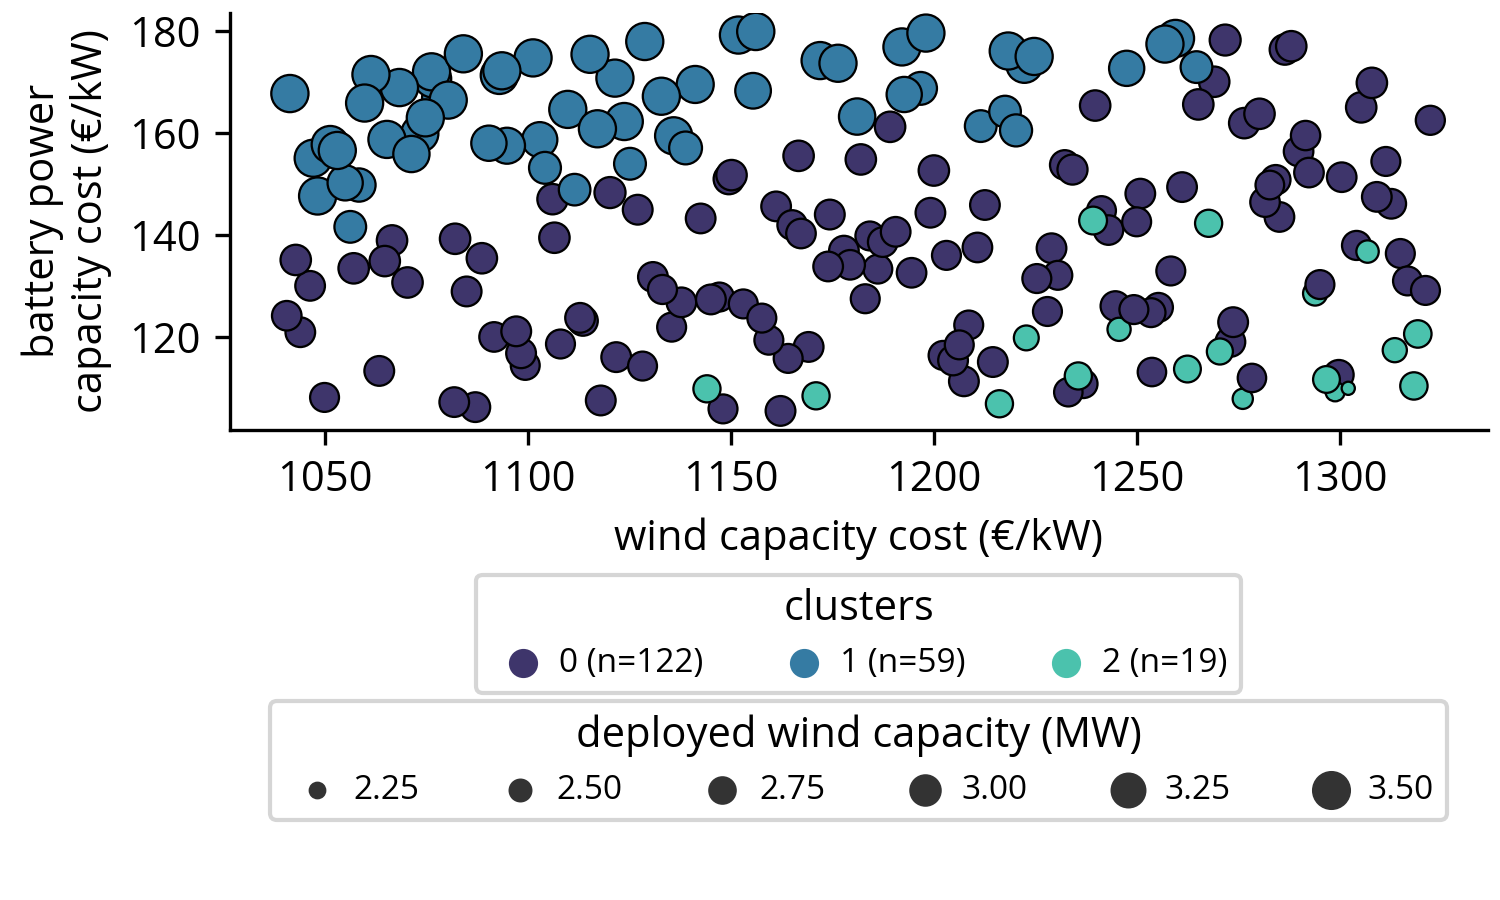 battery power
capacity cost (€/kW)
180
160
140
120
1050 1100 1150 1200 1250 1300
wind capacity cost (€/kW)
clusters
0 (n=122) 1 (n=59) 2 (n=19)
deployed wind capacity (MW)
2.25 2.50 2.75 3.00 3.25 3.50